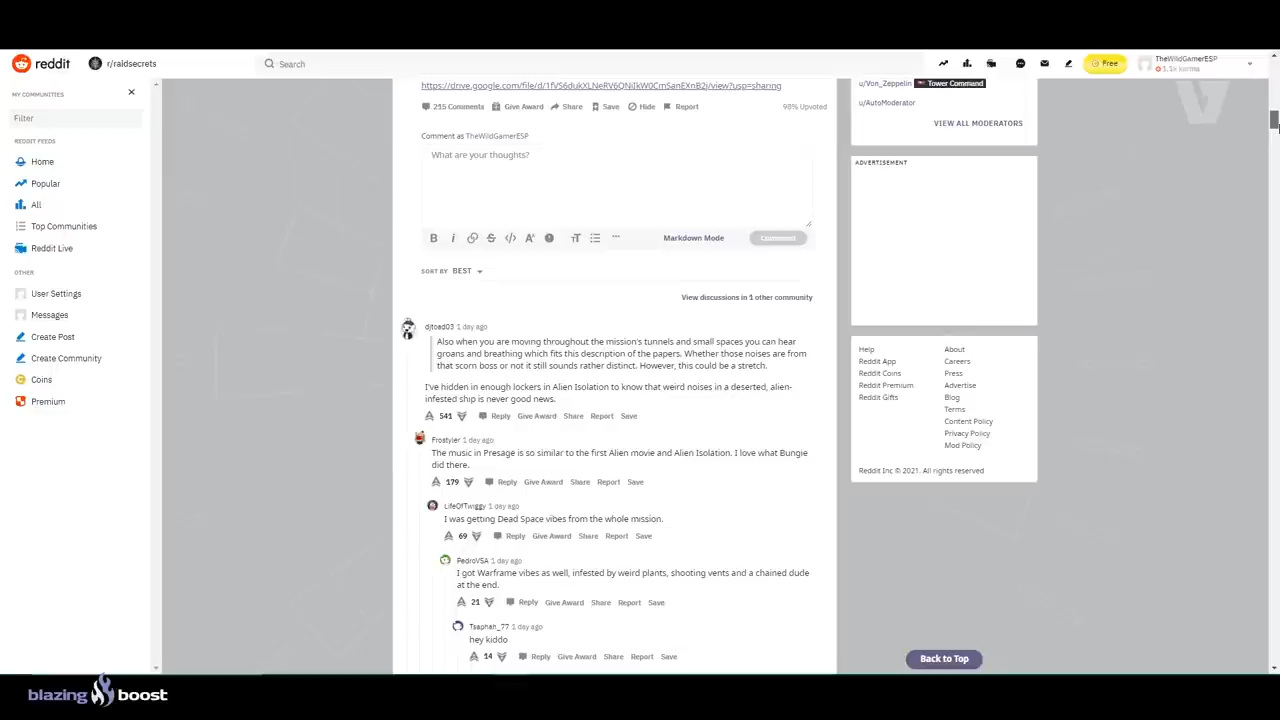 reddit
r/raidsecrets
Search
Free
TheWildGamerESP
1.1k karma
MY COMMUNITIES
Filter
REDDIT FEEDS
Home
Popular
All
Top Communities
Reddit Live
OTHER
User Settings
Messages
Create Post
Create Community
Coins
Premium
https://drive.google.com/file/d/1fVS6dukXLNeRV6QNiIkW0CmSanEXnB2j/view?usp=sharing
215 Comments Give Award Share Save Hide Report 98% Upvoted
Comment as TheWildGamerESP
What are your thoughts?
Markdown Mode
Comment
SORT BY BEST
View discussions in 1 other community
djtoad03 1 day ago
Also when you are moving throughout the mission's tunnels and small spaces you can hear
groans and breathing which fits this description of the papers. Whether those noises are from
that scorn boss or not it still sounds rather distinct. However, this could be a stretch.
I've hidden in enough lockers in Alien Isolation to know that weird noises in a deserted, alien-
infested ship is never good news.
541 Reply Give Award Share Report Save
Frostyler 1 day ago
The music in Presage is so similar to the first Alien movie and Alien Isolation. I love what Bungie
did there.
179 Reply Give Award Share Report Save
LifeOfTwiggy 1 day ago
I was getting Dead Space vibes from the whole mission.
69 Reply Give Award Share Report Save
PedroVSA 1 day ago
I got Warframe vibes as well, infested by weird plants, shooting vents and a chained dude
at the end.
21 Reply Give Award Share Report Save
Tsaphah_77 1 day ago
hey kiddo
14 Reply Give Award Share Report Save
u/Von_Zeppelin Tower Command
u/AutoModerator
VIEW ALL MODERATORS
ADVERTISEMENT
Help About
Reddit App Careers
Reddit Coins Press
Reddit Premium Advertise
Reddit Gifts Blog
Terms
Content Policy
Privacy Policy
Mod Policy
Reddit Inc © 2021. All rights reserved
Back to Top
blazing boost